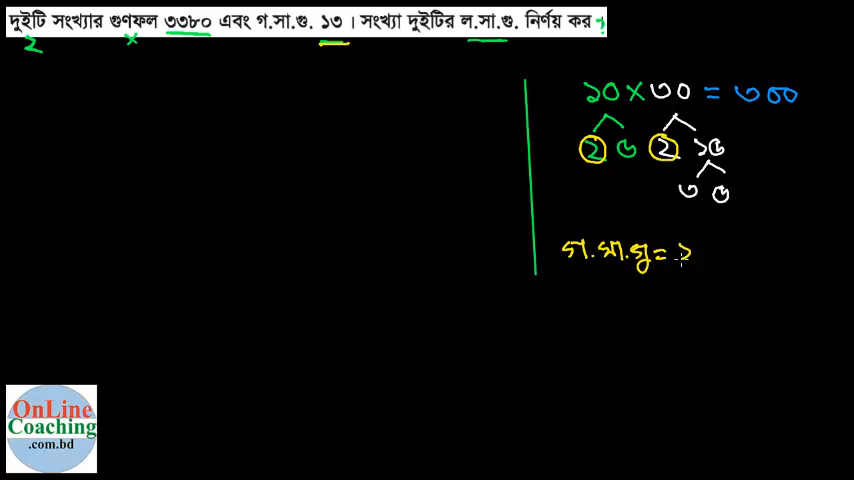 দুইটি সংখ্যার গুণফল ৩৩৮০ এবং গ.সা.গু. ১৩ । সংখ্যা দুইটির ল.সা.গু. নির্ণয় কর ।
২ ×
১০ × ৩০ = ৩০০
২ ৫ ২ ১৫
৩ ৫
গ.সা.গু = ২
OnLine
Coaching
.com.bd